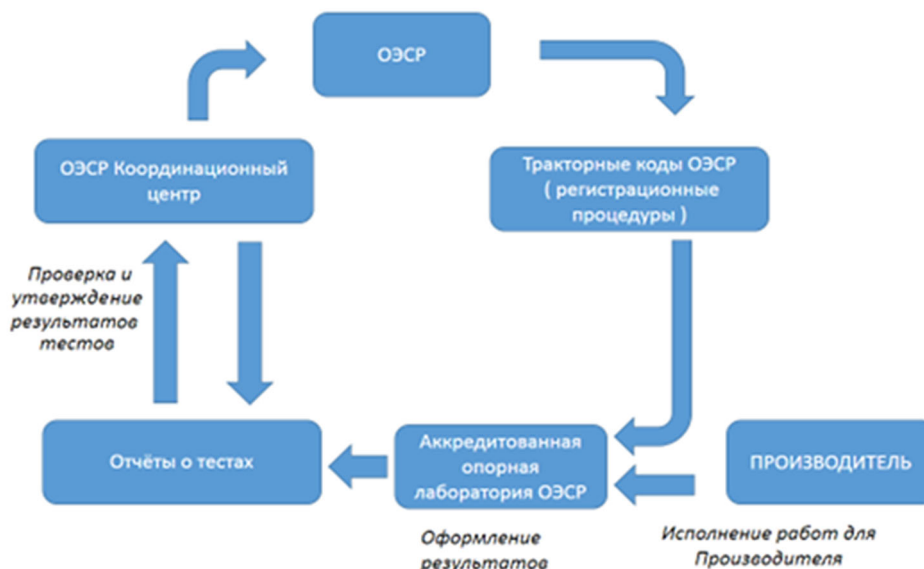 ОЭСР
ОЭСР Координационный
центр
Тракторные коды ОЭСР
( регистрационные
процедуры )
Проверка и
утверждение
результатов
тестов
Отчёты о тестах
Аккредитованная
опорная
лаборатория ОЭСР
ПРОИЗВОДИТЕЛЬ
Оформление
результатов
Исполнение работ для
Производителя